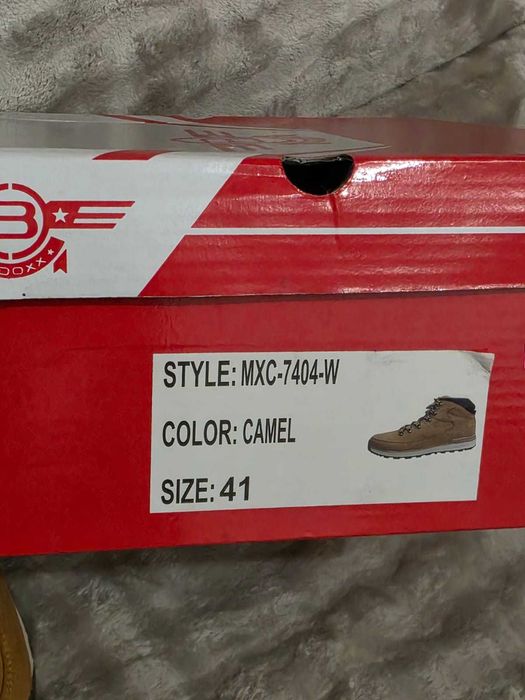 B
STYLE: MXC-7404-W
COLOR: CAMEL
SIZE: 41